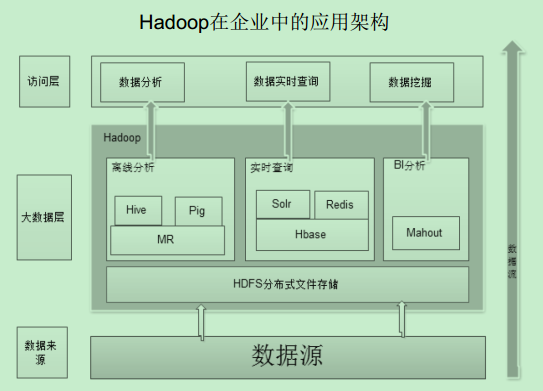 Hadoop在企业中的应用架构
访问层
数据分析
数据实时查询
数据挖掘
Hadoop
大数据层
离线分析
实时查询
BI分析
Hive
Pig
MR
Solr
Redis
Hbase
Mahout
HDFS分布式文件存储
数据来
源
数据源
数据流